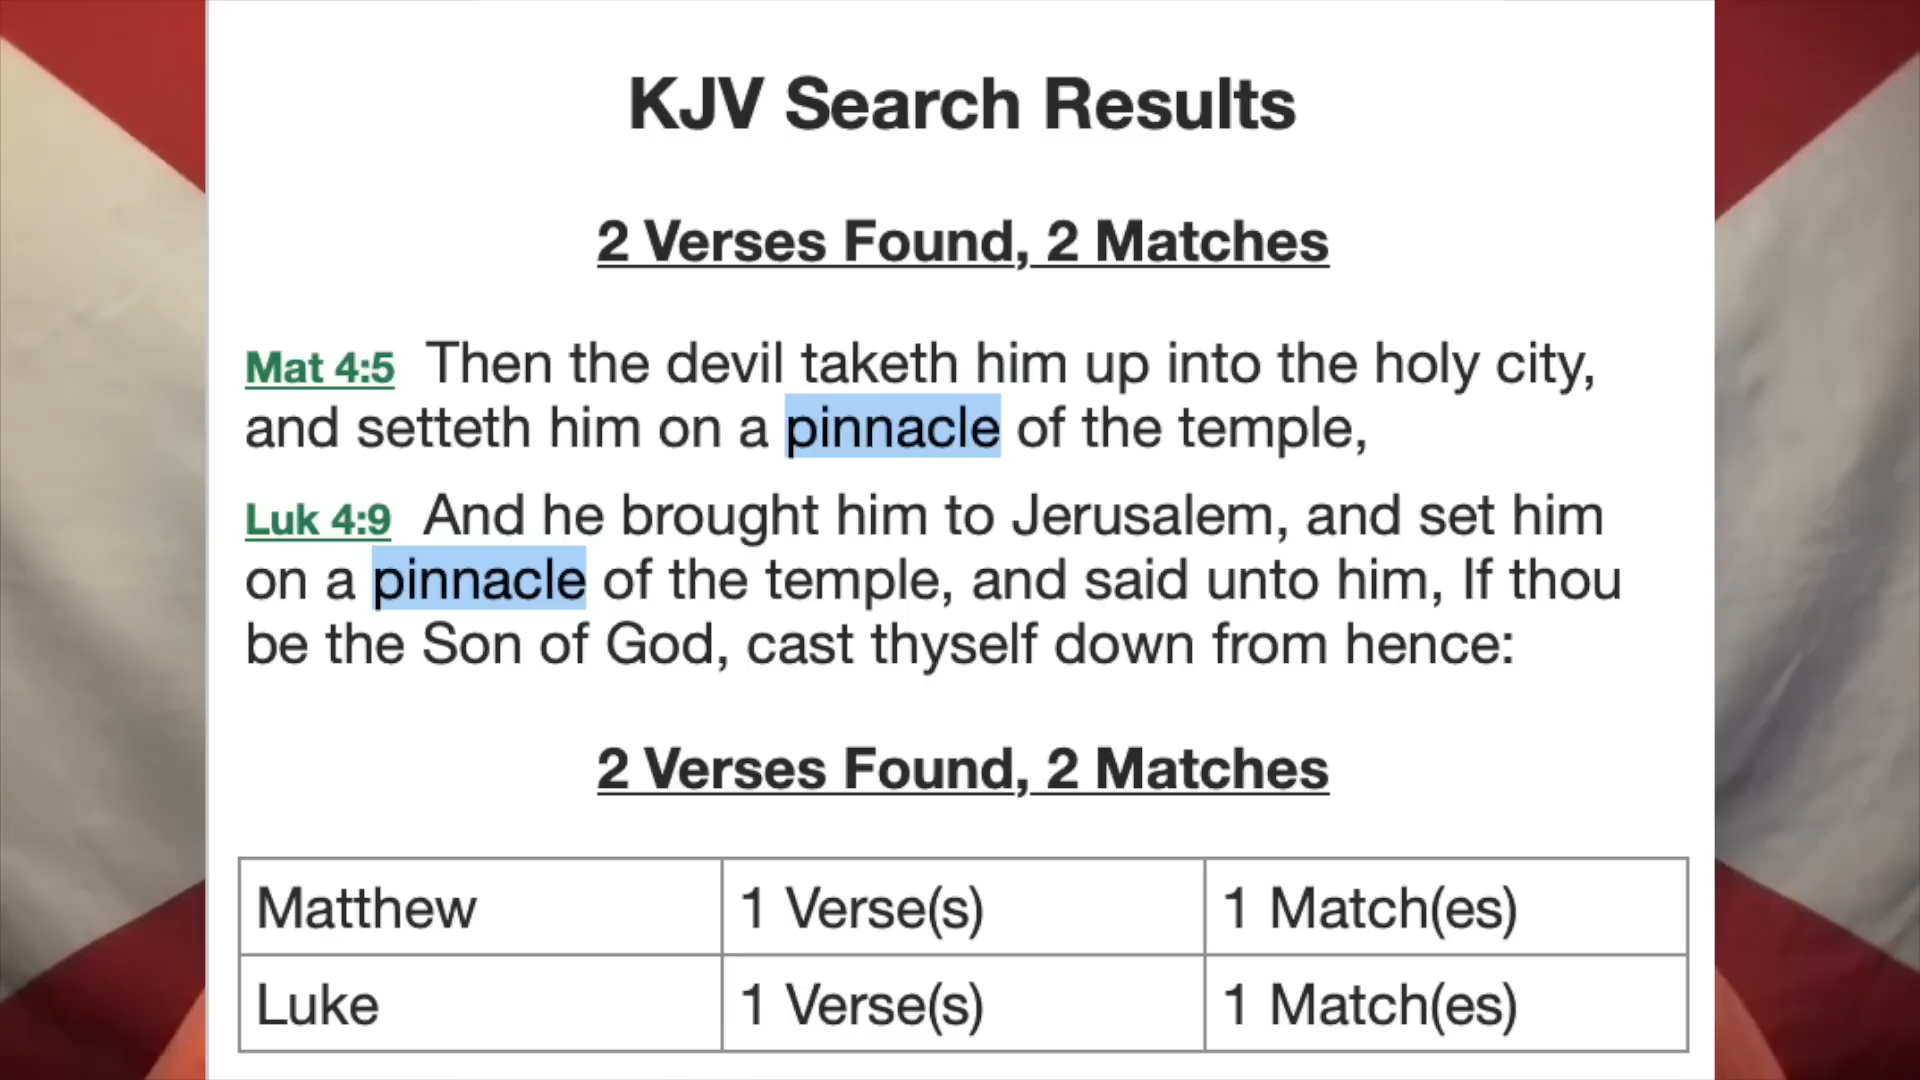 KJV Search Results
2 Verses Found, 2 Matches
Mat 4:5 Then the devil taketh him up into the holy city,
and setteth him on a pinnacle of the temple,
Luk 4:9 And he brought him to Jerusalem, and set him
on a pinnacle of the temple, and said unto him, If thou
be the Son of God, cast thyself down from hence:
2 Verses Found, 2 Matches
Matthew 1 Verse(s) 1 Match(es)
Luke 1 Verse(s) 1 Match(es)